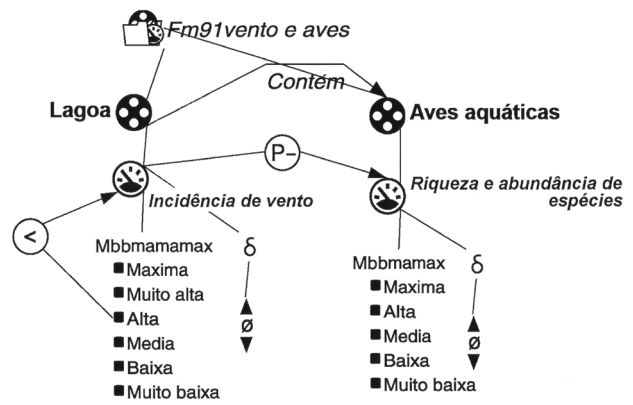 Fm91vento e aves
Contém
Lagoa
Aves aquáticas
P–
Incidência de vento
Riqueza e abundância de
espécies
<
Mbbmamamax
δ
Maxima
Muito alta
Alta
Media
Baixa
Muito baixa
ø
Mbbmamax
δ
Maxima
Alta
Media
Baixa
Muito baixa
ø